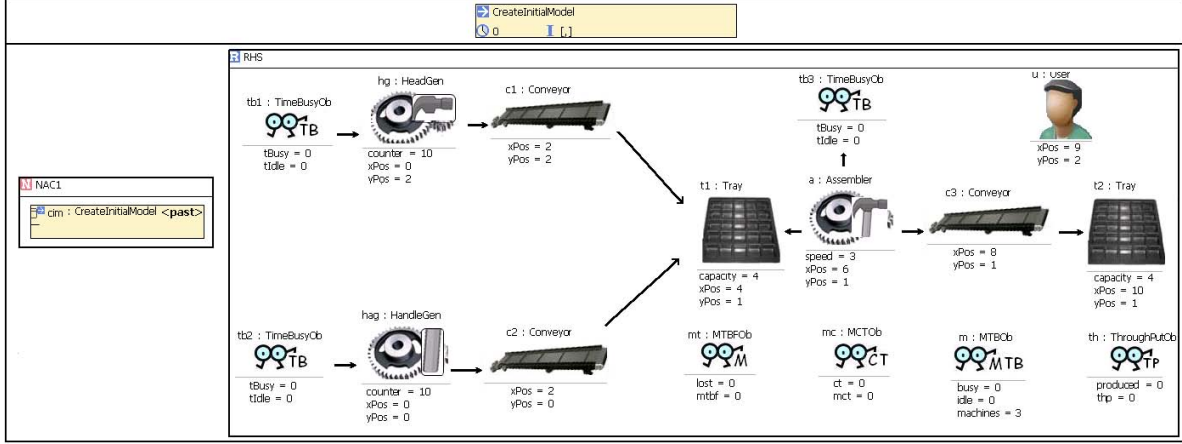 CreateInitialModel
0 [,]
RHS
hg : HeadGen
c1 : Conveyor
tb3 : TimeBusyOb
u : User
tb1 : TimeBusyOb
TB
TB
tBusy = 0
tIdle = 0
counter = 10
xPos = 0
yPos = 2
xPos = 2
yPos = 2
tBusy = 0
tIdle = 0
xPos = 9
yPos = 2
NAC1
cim : CreateInitialModel <past>
t1 : Tray
a : Assembler
c3 : Conveyor
t2 : Tray
capacity = 4
xPos = 4
yPos = 1
speed = 3
xPos = 6
yPos = 1
xPos = 8
yPos = 1
capacity = 4
xPos = 10
yPos = 1
hag : HandleGen
c2 : Conveyor
tb2 : TimeBusyOb
TB
tBusy = 0
tIdle = 0
counter = 10
xPos = 0
yPos = 0
xPos = 2
yPos = 0
mt : MTBFOb
M
lost = 0
mtbf = 0
mc : MCTOb
CT
ct = 0
mct = 0
m : MTBOb
MTB
busy = 0
idle = 0
machines = 3
th : ThroughPutOb
TP
produced = 0
thp = 0